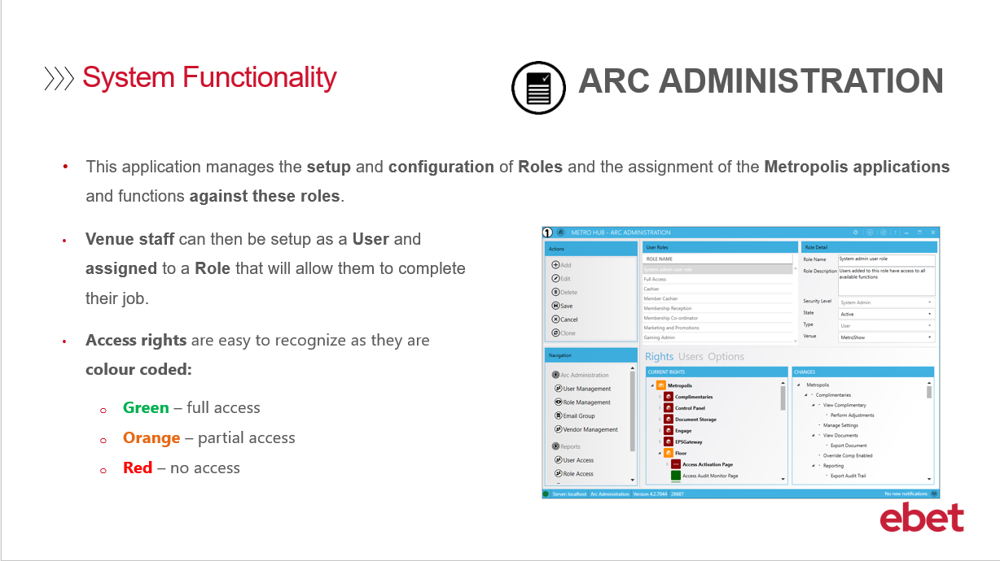 System Functionality
ARC ADMINISTRATION
• This application manages the setup and configuration of Roles and the assignment of the Metropolis applications
and functions against these roles.
• Venue staff can then be setup as a User and
assigned to a Role that will allow them to complete
their job.
• Access rights are easy to recognize as they are
colour coded:
o Green – full access
o Orange – partial access
o Red – no access
1 METRO HUB - ARC ADMINISTRATION
Actions
Add
Edit
Delete
Save
Cancel
Clone
Navigation
Arc Administration
User Management
Role Management
Email Group
Vendor Management
Reports
User Access
Role Access
User Roles
ROLE NAME
System admin user role
Full Access
Cashier
Member Cashier
Membership Reception
Membership Co-ordinator
Marketing and Promotions
Gaming Admin
Role Detail
Role Name System admin user role
Role Description Users added to this role have access to all
available functions
Security Level System Admin
State Active
Type User
Venue MetroShow
Rights Users Options
CURRENT RIGHTS
Metropolis
Complimentaries
Control Panel
Document Storage
Engage
EPSGateway
Floor
Access Activation Page
Access Audit Monitor Page
CHANGES
Metropolis
- Complimentaries
- View Complimentary
- Perform Adjustments
- Manage Settings
- View Documents
- Export Document
- Override Comp Enabled
- Reporting
- Export Audit Trail
Server: localhost Arc Administration Version 4.2.7044 26687
No new notifications
ebet